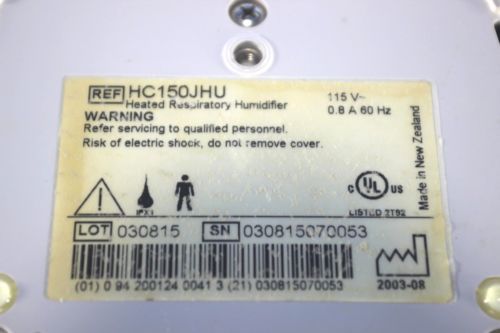 REF HC150JHU
Heated Respiratory Humidifier
115 V~
0.8 A 60 Hz
WARNING
Refer servicing to qualified personnel.
Risk of electric shock, do not remove cover.
Made in New Zealand
IPX1
C UL US
LISTED 2T92
LOT 030815 SN 030815070053
2003-08
(01) 0 94 200124 0041 3 (21) 030815070053